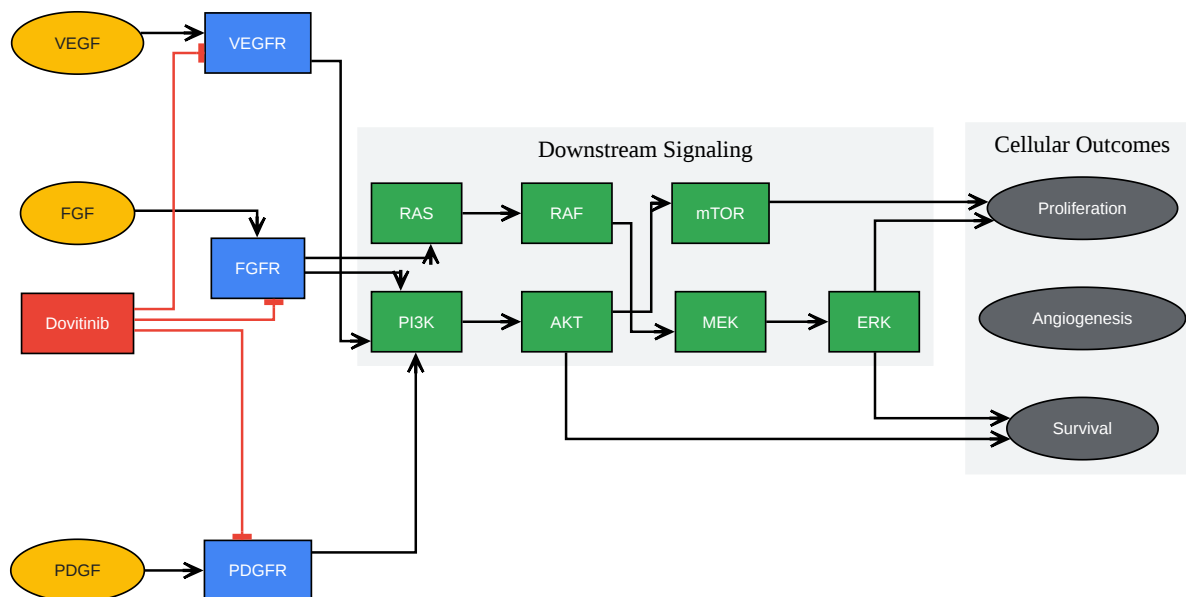 VEGF
VEGFR
Downstream Signaling
Cellular Outcomes
FGF
RAS
RAF
mTOR
Proliferation
FGFR
Dovitinib
PI3K
AKT
MEK
ERK
Angiogenesis
Survival
PDGF
PDGFR